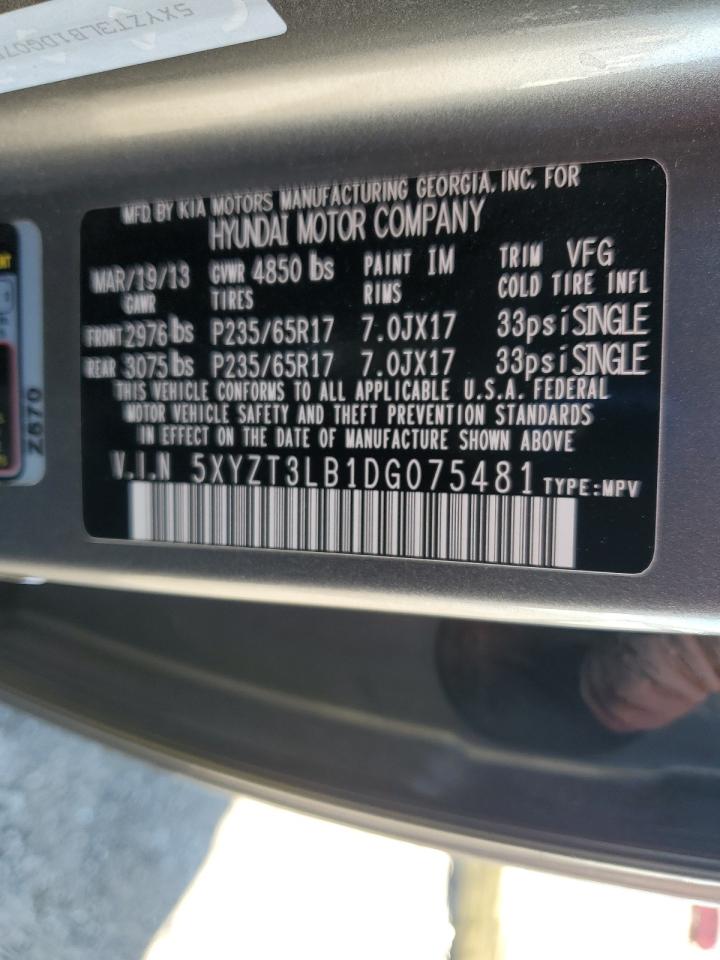 5XYZT3LB1DG07
MFD BY KIA MOTORS MANUFACTURING GEORGIA, INC. FOR
HYUNDAI MOTOR COMPANY
MAR/19/13 GVWR 4850 lbs PAINT IM TRIM VFG
GAWR TIRES RIMS COLD TIRE INFL
FRONT 2976 lbs P235/65R17 7.0JX17 33psi SINGLE
REAR 3075 lbs P235/65R17 7.0JX17 33psi SINGLE
THIS VEHICLE CONFORMS TO ALL APPLICABLE U.S.A. FEDERAL
MOTOR VEHICLE SAFETY AND THEFT PREVENTION STANDARDS
IN EFFECT ON THE DATE OF MANUFACTURE SHOWN ABOVE
V.I.N 5XYZT3LB1DG075481 TYPE:MPV
Z670